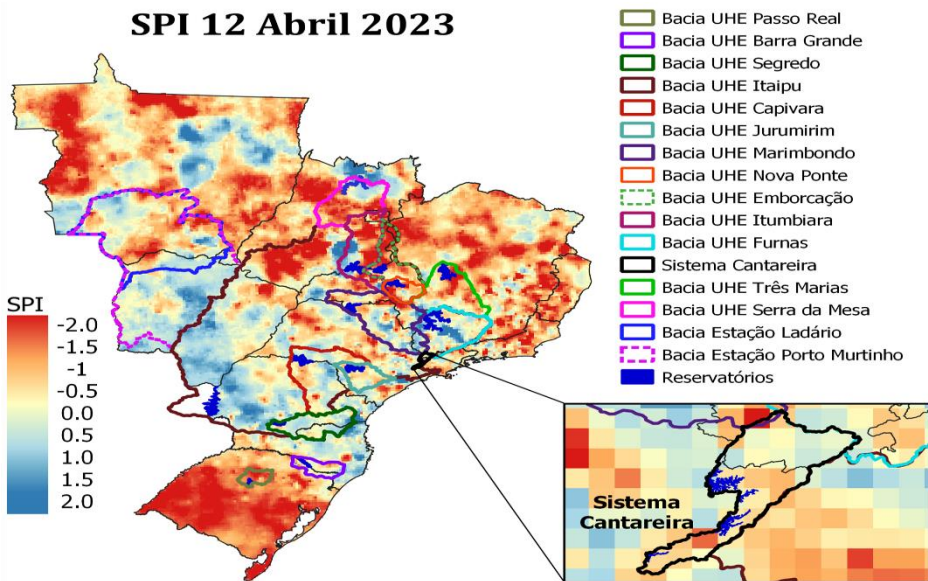 SPI 12 Abril 2023
Bacia UHE Passo Real
Bacia UHE Barra Grande
Bacia UHE Segredo
Bacia UHE Itaipu
Bacia UHE Capivara
Bacia UHE Jurumirim
Bacia UHE Marimbondo
Bacia UHE Nova Ponte
Bacia UHE Emborcação
Bacia UHE Itumbiara
Bacia UHE Furnas
Sistema Cantareira
Bacia UHE Três Marias
Bacia UHE Serra da Mesa
Bacia Estação Ladário
Bacia Estação Porto Murtinho
Reservatórios
SPI
-2.0
-1.5
-1
-0.5
0.0
0.5
1.0
1.5
2.0
Sistema
Cantareira